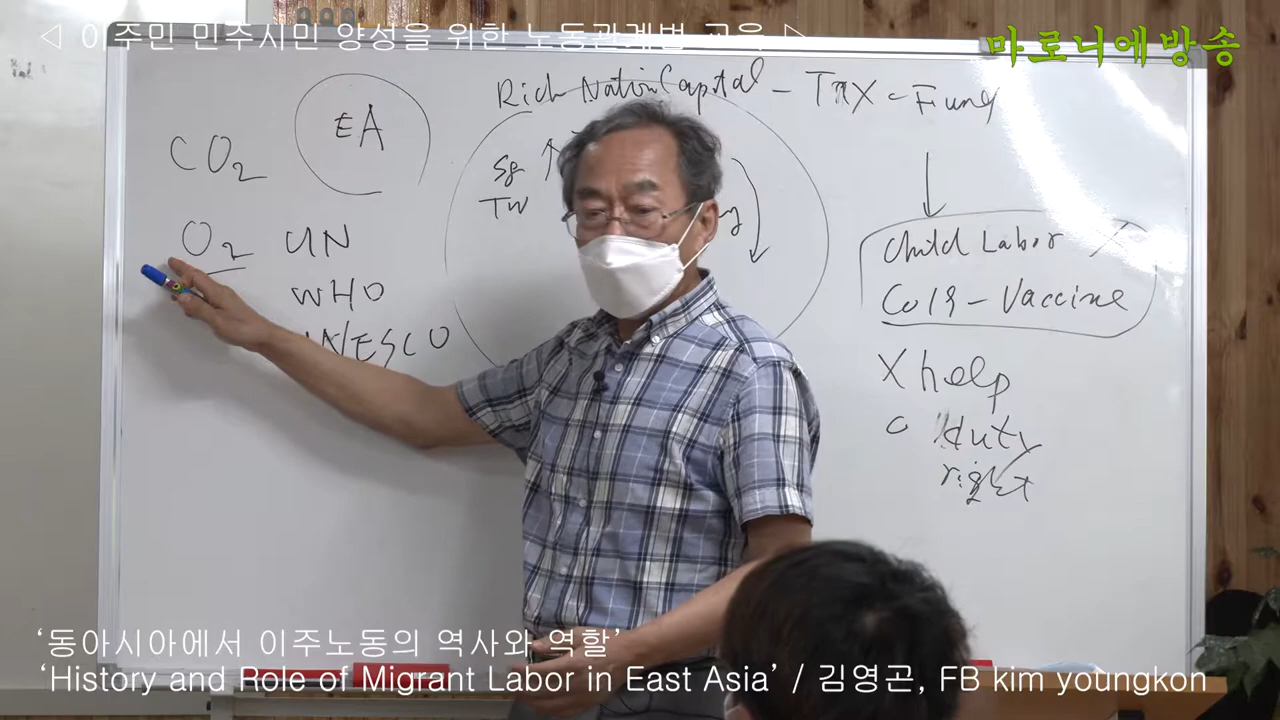 ◁ 이주민 민주시민 양성을 위한 노동관계법 교육 ▷
마로니에방송
Rich Nation Capital - TAX - Fund
EA
CO2
Sg ↑
TW
O2
UN
WHO
UNESCO
Child Labor X
Co19 - Vaccine
X help
O duty
right
‘동아시아에서 이주노동의 역사와 역할’
‘History and Role of Migrant Labor in East Asia’ / 김영곤, FB kim youngkon